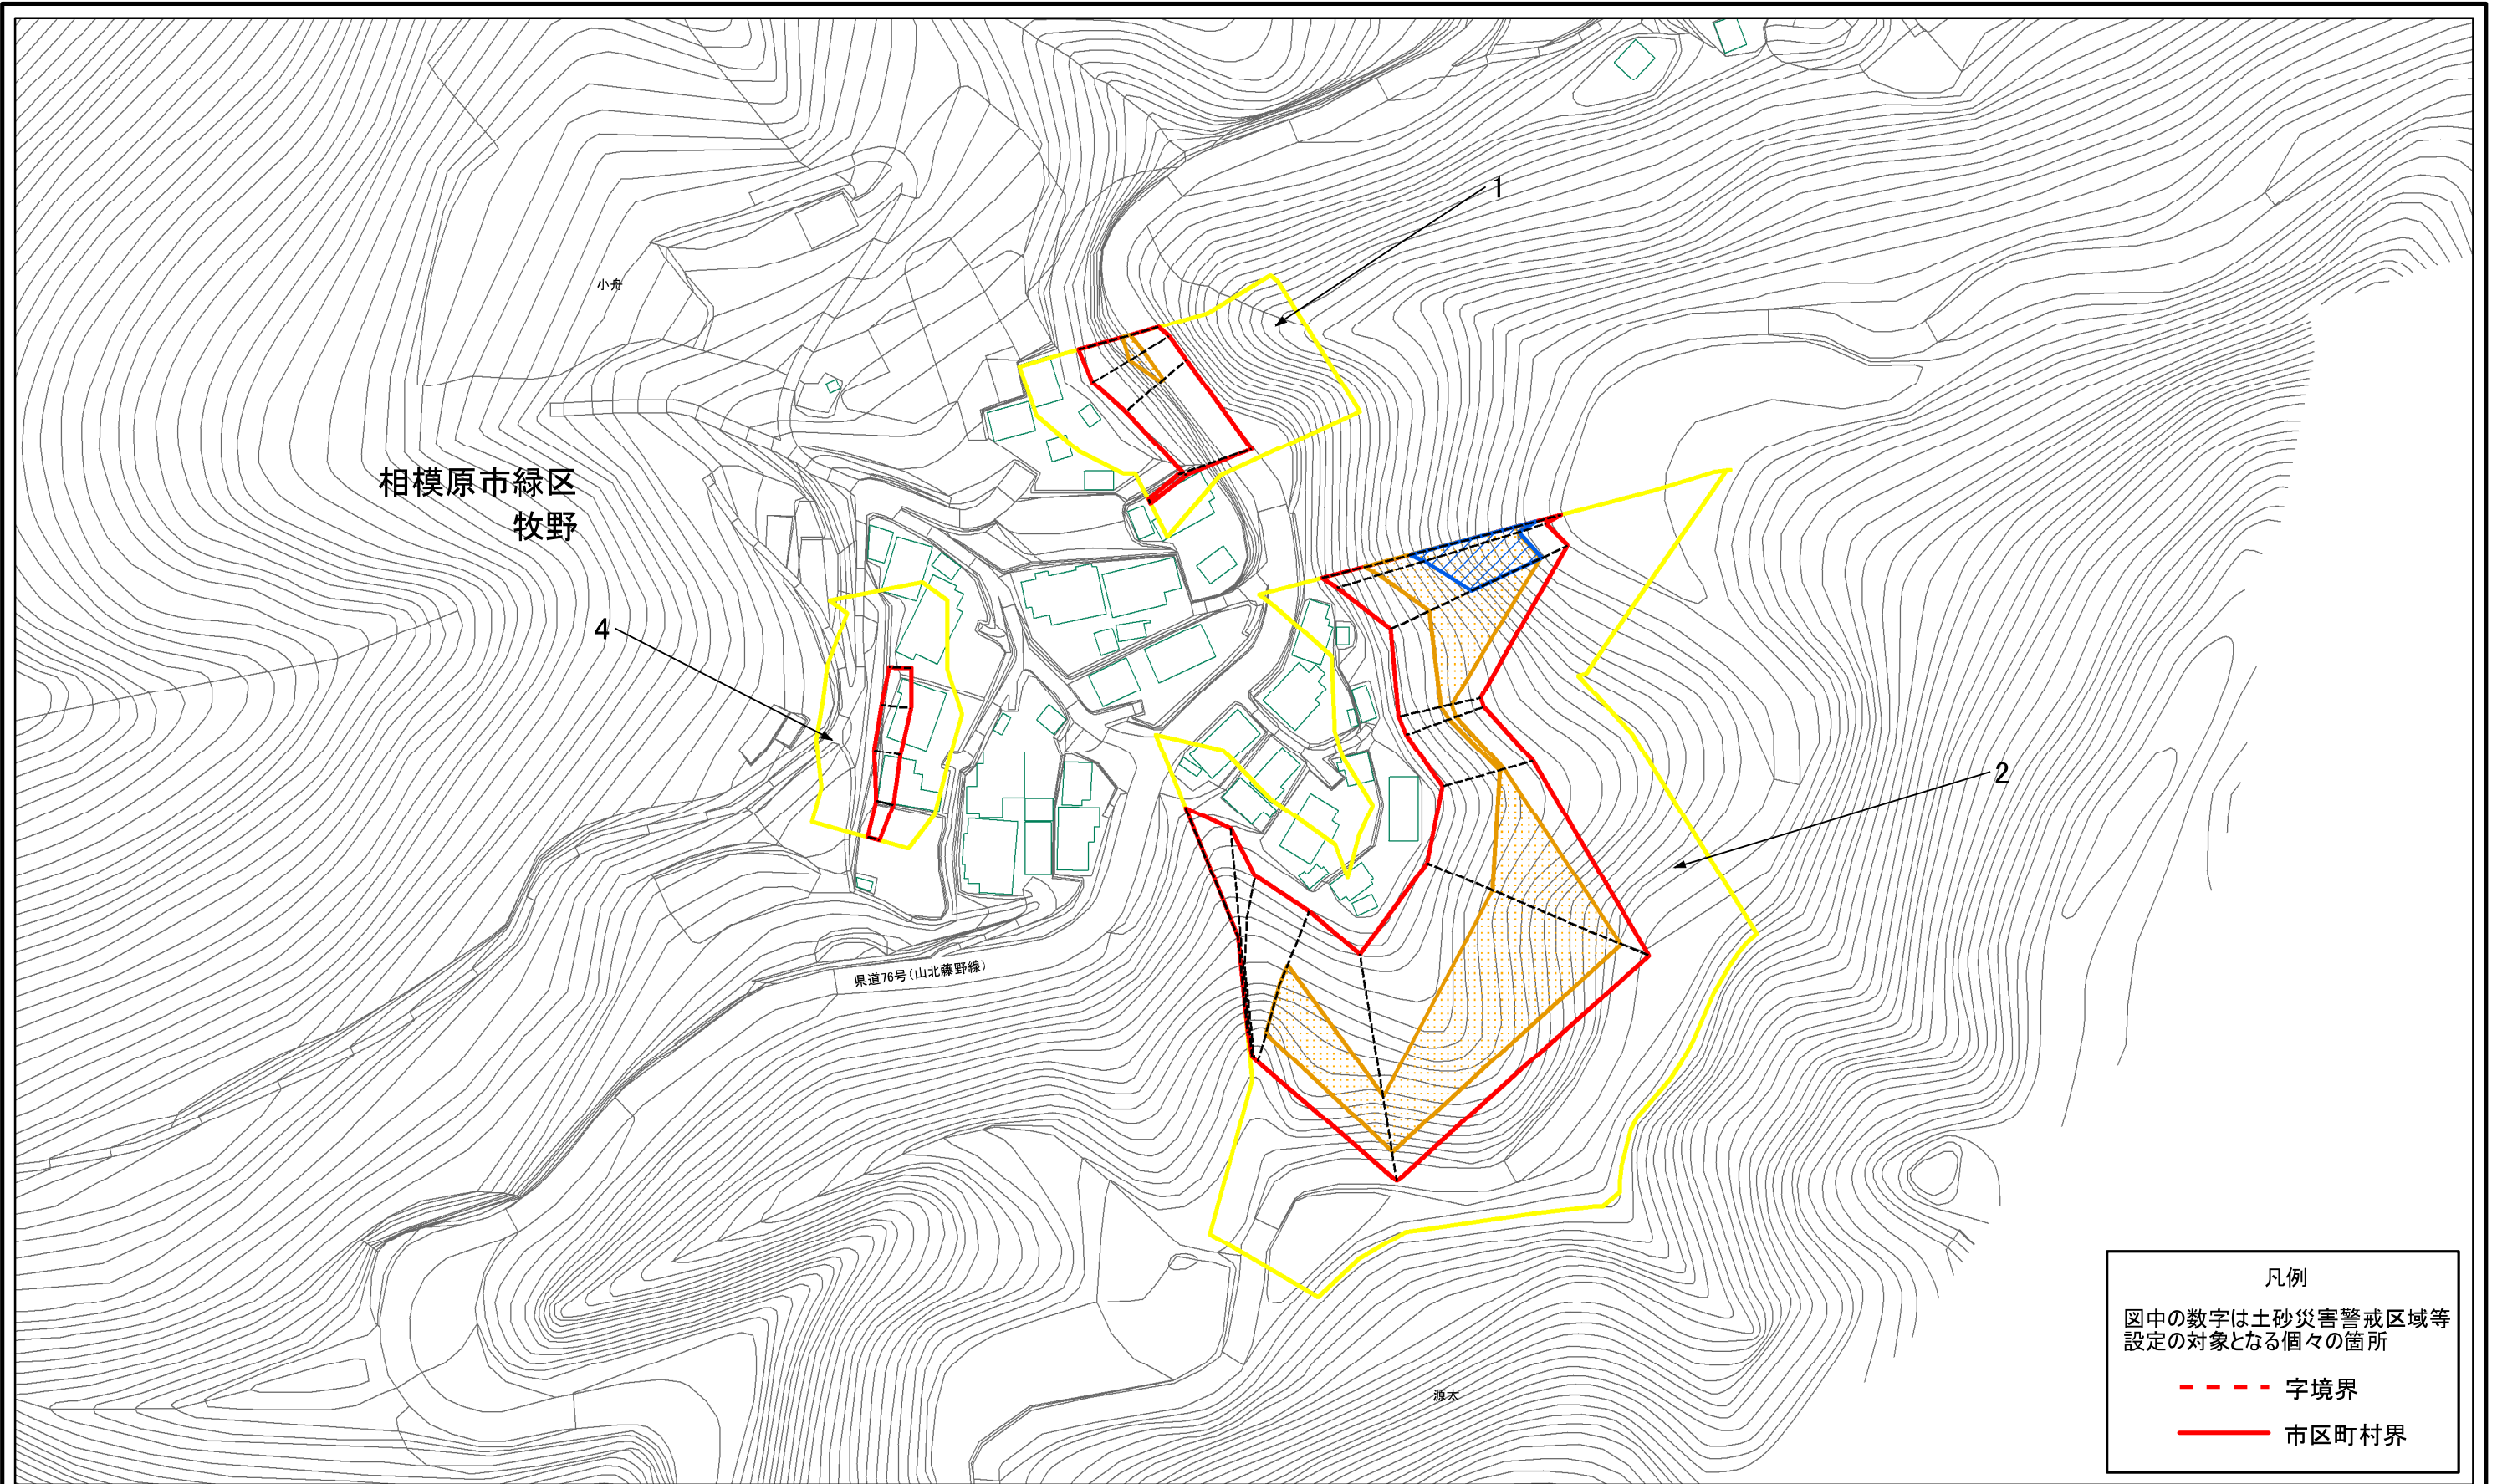 1
小舟
相模原市緑区
牧野
4
2
県道76号(山北藤野線)
源太
凡例
図中の数字は土砂災害警戒区域等
設定の対象となる個々の箇所
字境界
市区町村界